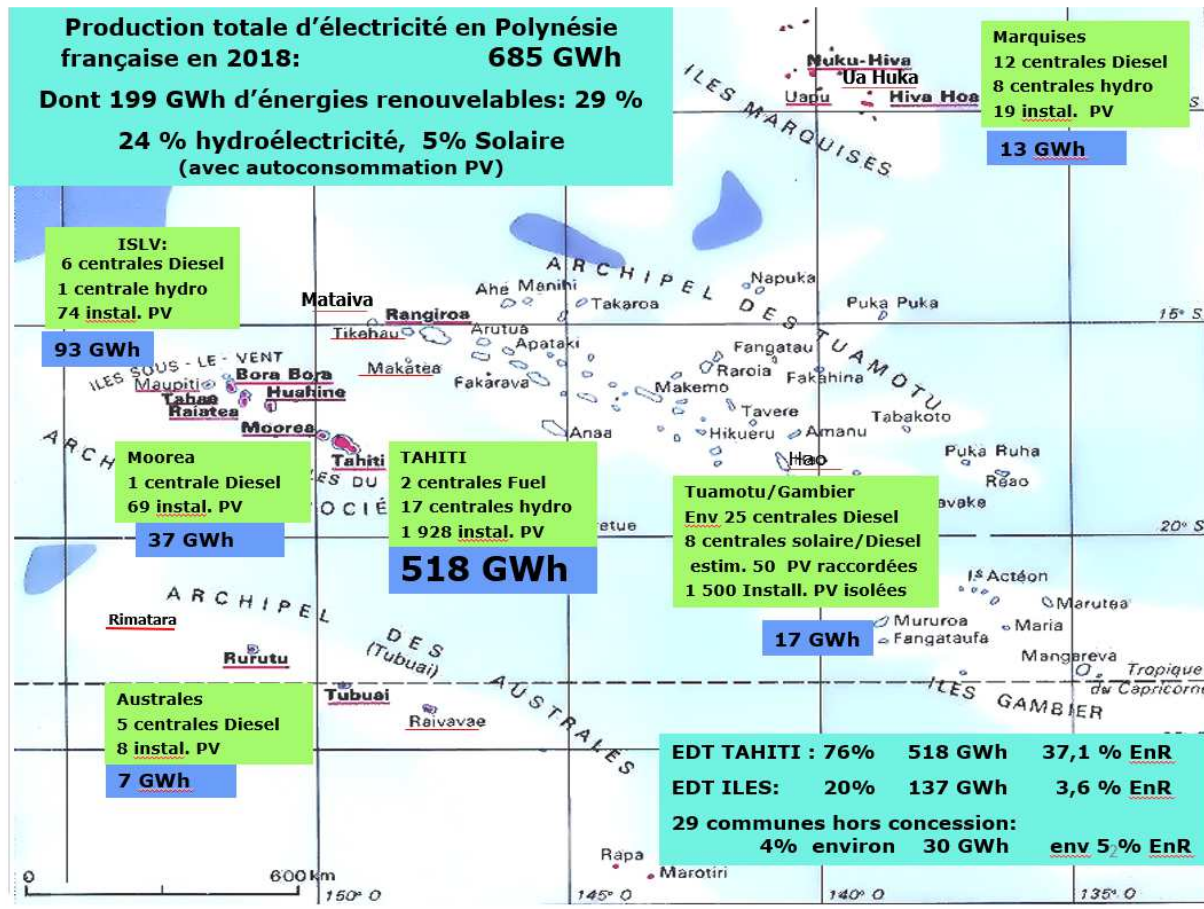 Production totale d'électricité en Polynésie
française en 2018: 685 GWh
Dont 199 GWh d'énergies renouvelables: 29 %
24 % hydroélectricité, 5% Solaire
(avec autoconsommation PV)
Nuku-Hiva
Ua Huka
Uapu
Hiva Hoa
ILES MARQUISES
Marquises
12 centrales Diesel
8 centrales hydro
19 instal. PV
13 GWh
S
ISLV:
6 centrales Diesel
1 centrale hydro
74 instal. PV
93 GWh
ARCHIPEL DES TUAMOTU
Mataiva
Rangiroa
Tikehau
Ahe
Manihi
Takaroa
Napuka
Puka Puka
15° S
Arutua
Apataki
Makatea
Fakarava
Fangatau
Raroia
Fakahina
Makemo
Tavere
Tabakoto
Anaa
Hikueru
Amanu
Hao
Puka Ruha
Reao
ILES SOUS-LE-VENT
Maupiti
Bora Bora
Tahaa
Huahine
Raiatea
Moorea
Tahiti
ARCH
LES DU
OCIÉ
Moorea
1 centrale Diesel
69 instal. PV
37 GWh
TAHITI
2 centrales Fuel
17 centrales hydro
1 928 instal. PV
518 GWh
etue
avake
20° S
Tuamotu/Gambier
Env 25 centrales Diesel
8 centrales solaire/Diesel
estim. 50 PV raccordées
1 500 Install. PV isolées
17 GWh
Is Actéon
Marutea
Mururoa
Maria
Fangataufa
Mangareva
Tropique
du Capricorne
ILES GAMBIER
ARCHIPEL DES AUSTRALES
(Tubuai)
Rimatara
Rurutu
Tubuai
Raivavae
Australes
5 centrales Diesel
8 instal. PV
7 GWh
EDT TAHITI : 76% 518 GWh 37,1 % EnR
EDT ILES: 20% 137 GWh 3,6 % EnR
29 communes hors concession:
4% environ 30 GWh env 5 % EnR
2
Rapa
Marotiri
0 600 km
150° O
145° O
140° O
135° O